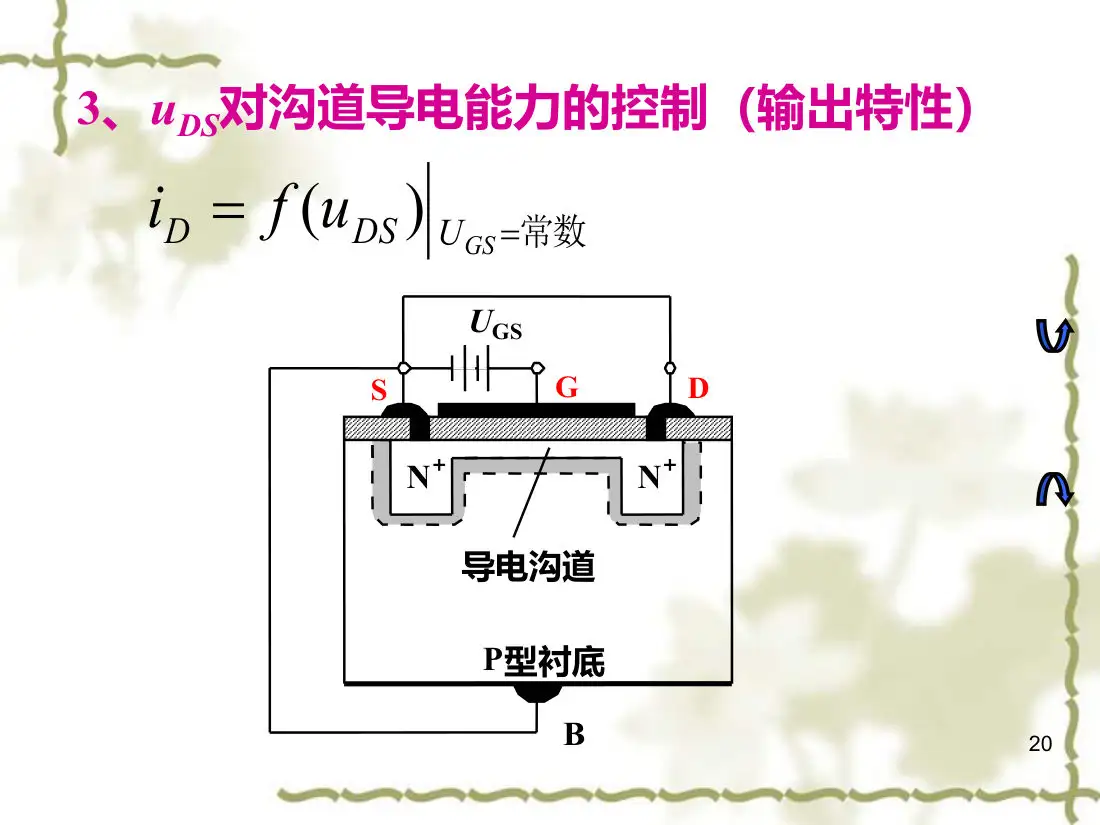 3、uDS对沟道导电能力的控制（输出特性）
iD = f(uDS)|UGS=常数
UGS
S
G
D
N+
N+
导电沟道
P型衬底
B
20